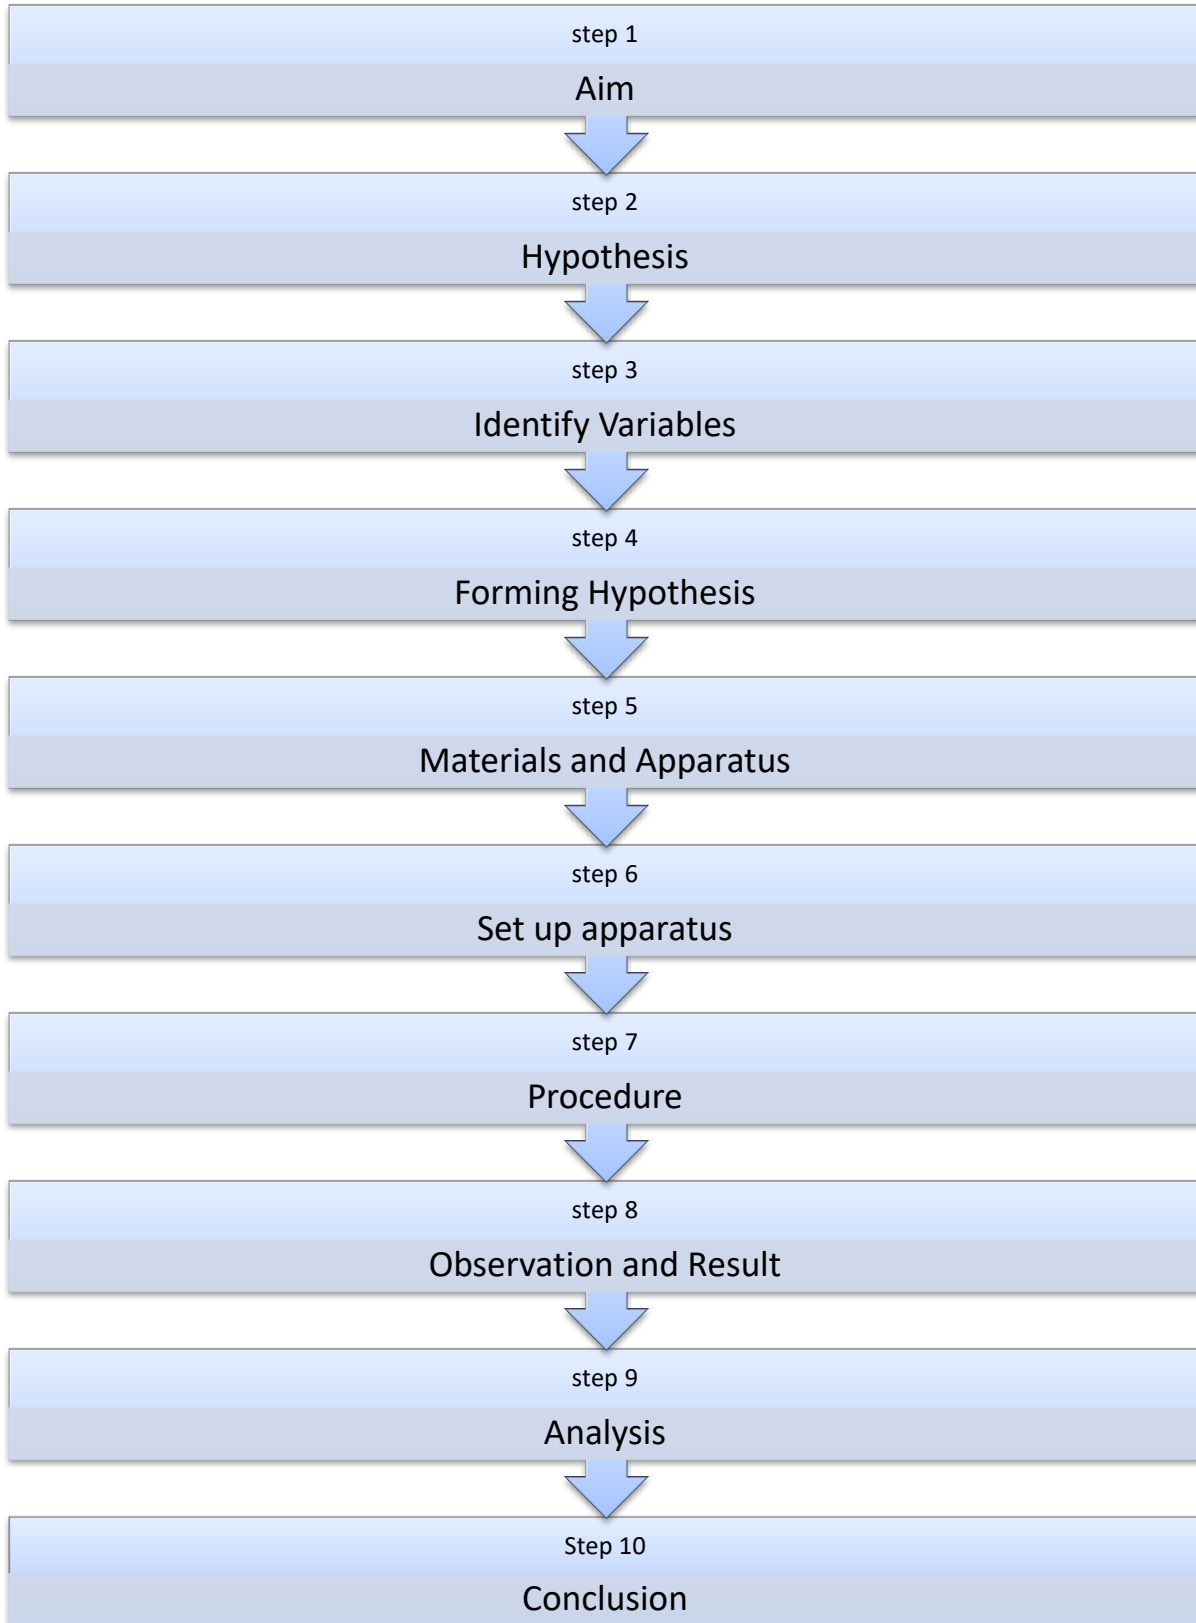 step 1
Aim
step 2
Hypothesis
step 3
Identify Variables
step 4
Forming Hypothesis
step 5
Materials and Apparatus
step 6
Set up apparatus
step 7
Procedure
step 8
Observation and Result
step 9
Analysis
Step 10
Conclusion